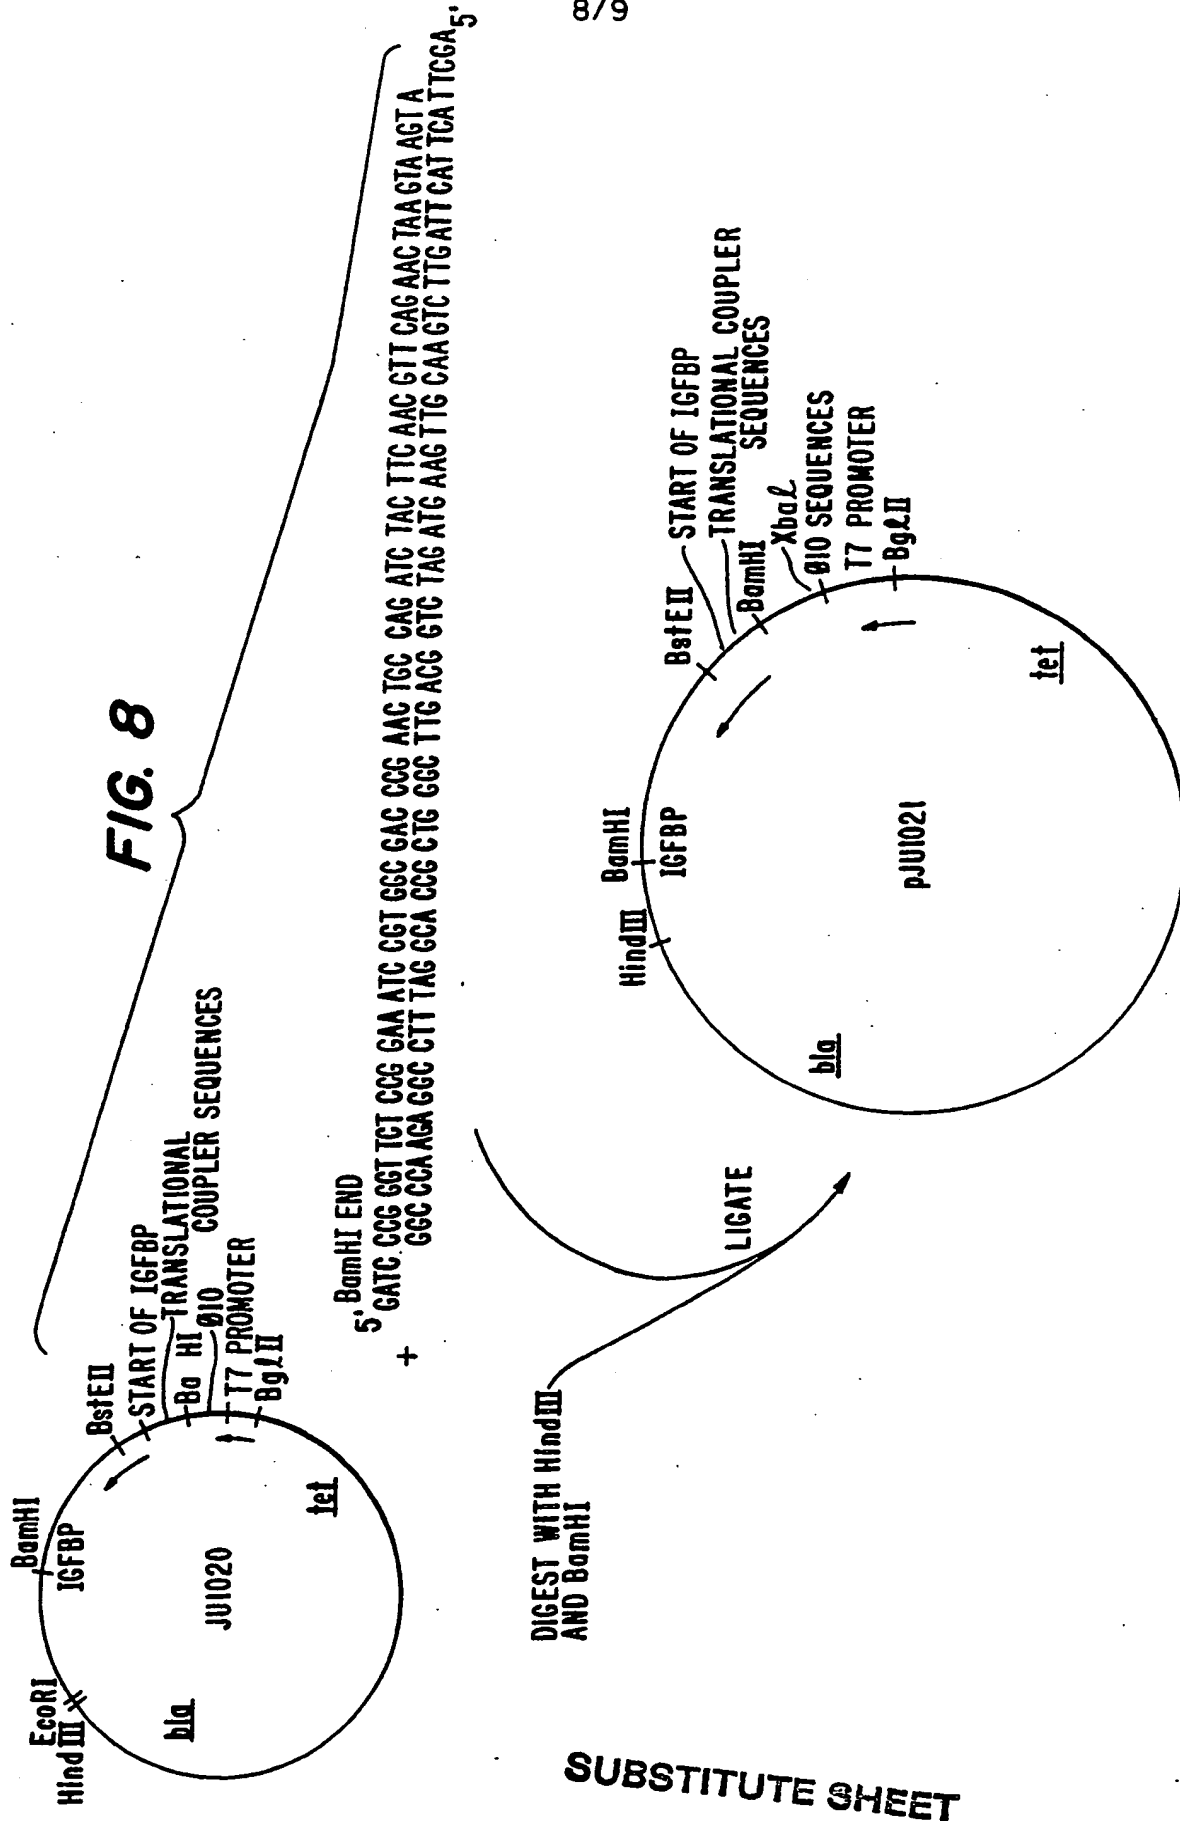 8/9
FIG. 8
EcoRI
HindIII
BamHI
IGFBP
BstEII
START OF IGFBP
TRANSLATIONAL
COUPLER SEQUENCES
Ba HI
Ø10
T7 PROMOTER
BglII
JU1020
bla
tet
+
5' BamHI END
GATC CCG GGT TCT CCG GAA ATC CGT GGC GAC CCG AAC TGC CAG ATC TAC TTC AAC GTT CAG AAC TAA GTA AGT A
GGC CCA AGA GGC CTT TAG GCA CCG CTG GGC TTG ACG GTC TAG ATG AAG TTG CAA GTC TTG ATT CAT TCA TTCGA 5'
DIGEST WITH HindIII
AND BamHI
LIGATE
HindIII
BamHI
IGFBP
BstEII
START OF IGFBP
TRANSLATIONAL COUPLER
SEQUENCES
BamHI
XbaI
Ø10 SEQUENCES
T7 PROMOTER
BglII
pJU1021
bla
tet
SUBSTITUTE SHEET